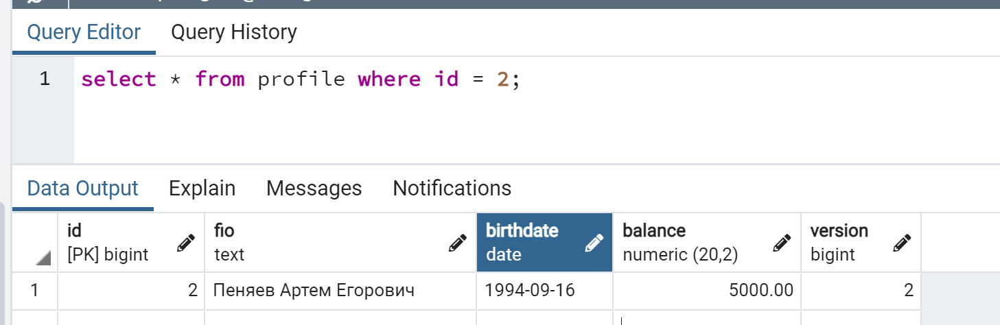 Query Editor Query History
1 select * from profile where id = 2;
Data Output Explain Messages Notifications
id fio birthdate balance version
[PK] bigint text date numeric (20,2) bigint
1 2 Пеняев Артем Егорович 1994-09-16 5000.00 2